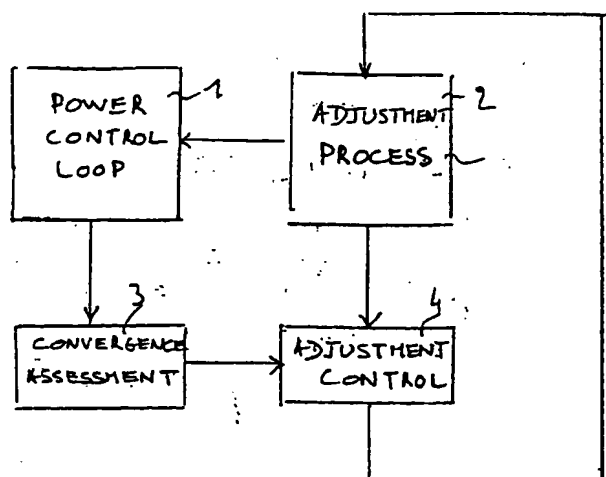 POWER
CONTROL
LOOP
1
ADJUSTMENT
PROCESS
2
CONVERGENCE
ASSESSMENT
3
ADJUSTMENT
CONTROL
4